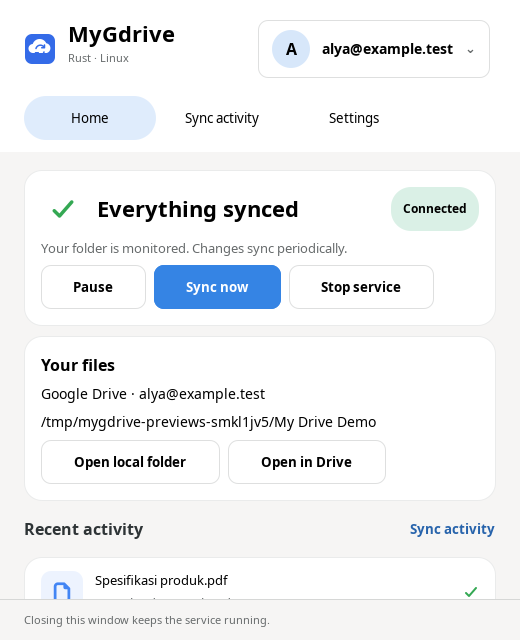 MyGdrive
Rust · Linux
A
alya@example.test
Home
Sync activity
Settings
Everything synced
Connected
Your folder is monitored. Changes sync periodically.
Pause
Sync now
Stop service
Your files
Google Drive · alya@example.test
/tmp/mygdrive-previews-smkl1jv5/My Drive Demo
Open local folder
Open in Drive
Recent activity
Sync activity
Spesifikasi produk.pdf
Closing this window keeps the service running.